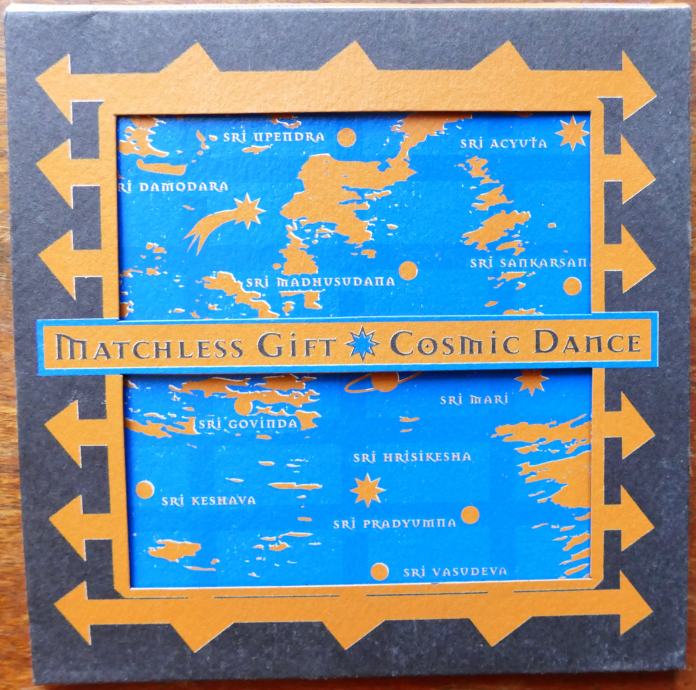 SRI UPENDRA
SRI ACYUTA
RI DAMODARA
SRI SANKARSAN
SRI MADHUSUDANA
MATCHLESS GIFT COSMIC DANCE
SRI MARI
SRI GOVINDA
SRI HRISIKESHA
SRI KESHAVA
SRI PRADYUMNA
SRI VASUDEVA